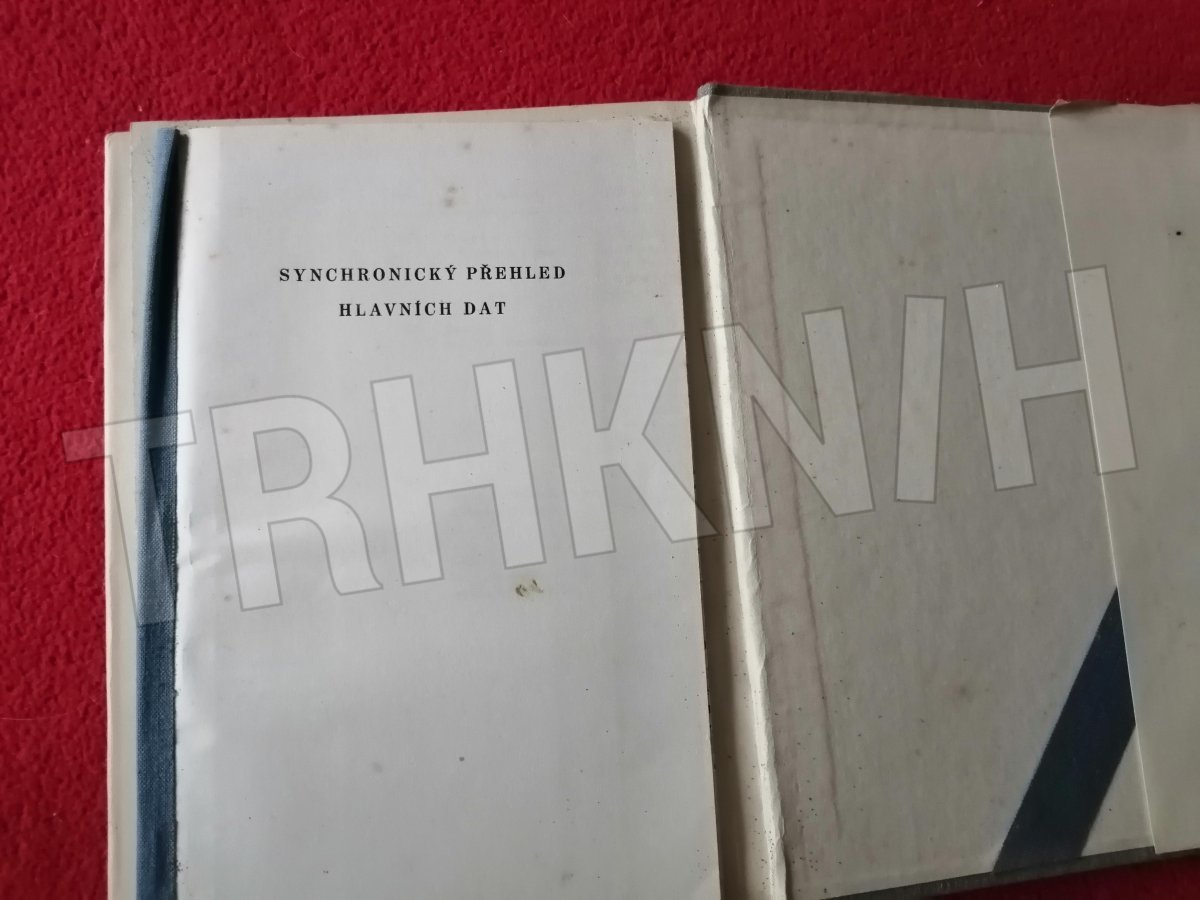 SYNCHRONICKÝ PŘEHLED
HLAVNÍCH DAT
TRHKNIH